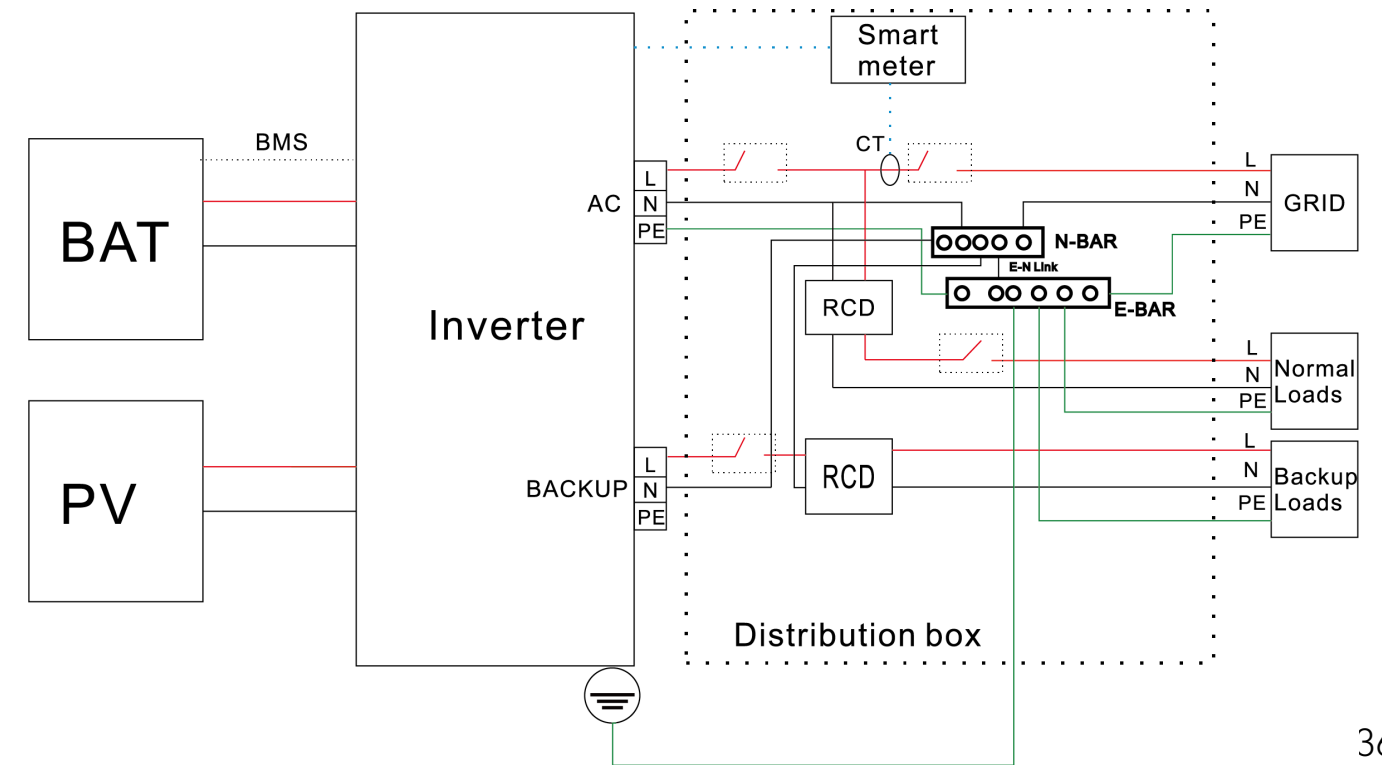 Smart
meter
BMS
CT
L
L
AC
N
N
GRID
PE
PE
BAT
N-BAR
E-N Link
E-BAR
RCD
Inverter
L
Normal
N
Loads
PE
L
L
PV
BACKUP
N
RCD
N
Backup
PE
PE
Loads
Distribution box